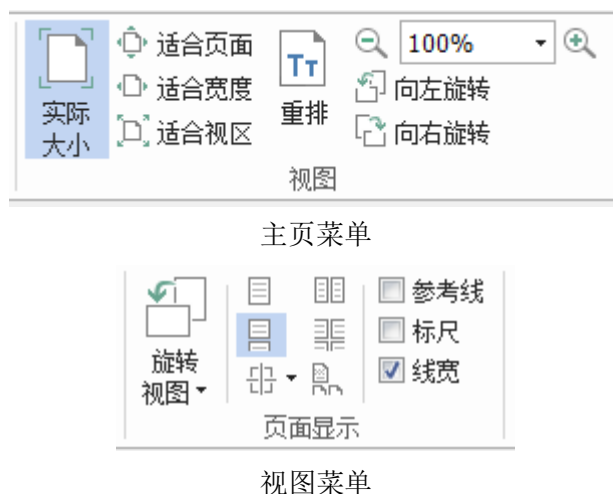 实际
大小
适合页面
适合宽度
适合视区
TT
重排
100%
向左旋转
向右旋转
视图
主页菜单
旋转
视图
参考线
标尺
线宽
页面显示
视图菜单